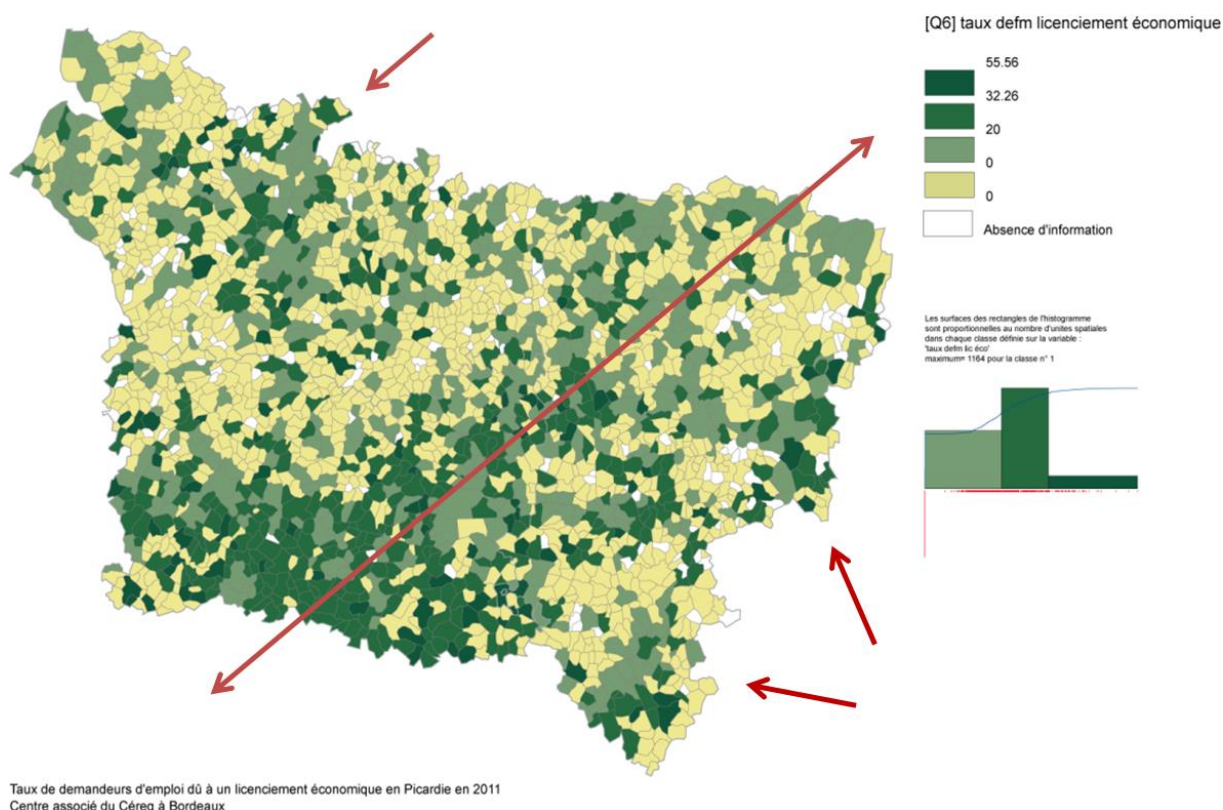 [Q6] taux defm licenciement économique
55.56
32.26
20
0
0
Absence d'information
Les surfaces des rectangles de l'histogramme
sont proportionnelles au nombre d'unites spatiales
dans chaque classe définie sur la variable :
'taux defm lic éco'
maximum= 1164 pour la classe n° 1
Taux de demandeurs d'emploi dû à un licenciement économique en Picardie en 2011
Centre associé du Céreq à Bordeaux